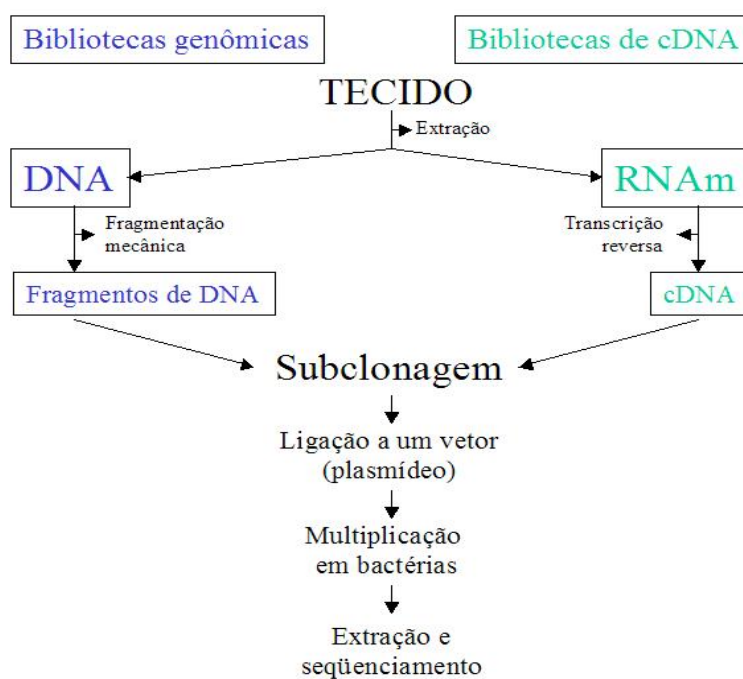 Bibliotecas genômicas
Bibliotecas de cDNA
TECIDO
Extração
DNA
RNAm
Fragmentação
mecânica
Transcrição
reversa
Fragmentos de DNA
cDNA
Subclonagem
Ligação a um vetor
(plasmídeo)
Multiplicação
em bactérias
Extração e
seqüenciamento